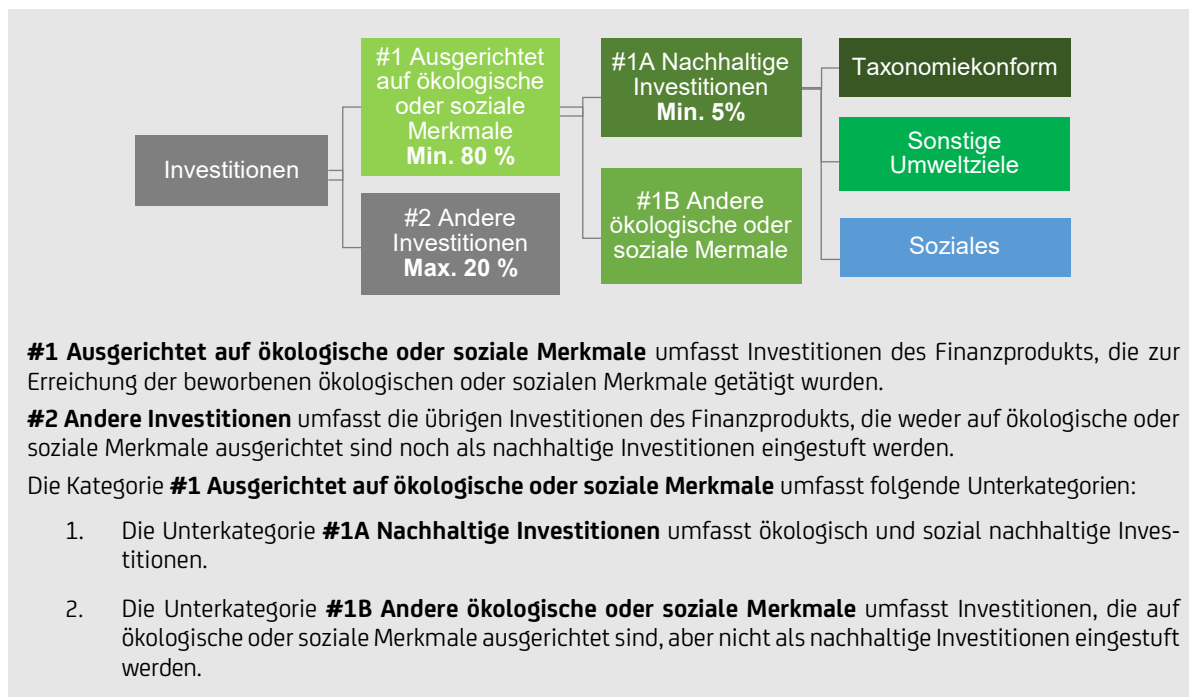 Investitionen
#1 Ausgerichtet
auf ökologische
oder soziale
Merkmale
Min. 80 %
#2 Andere
Investitionen
Max. 20 %
#1A Nachhaltige
Investitionen
Min. 5%
#1B Andere
ökologische oder
soziale Mermale
Taxonomiekonform
Sonstige
Umweltziele
Soziales
#1 Ausgerichtet auf ökologische oder soziale Merkmale umfasst Investitionen des Finanzprodukts, die zur
Erreichung der beworbenen ökologischen oder sozialen Merkmale getätigt wurden.
#2 Andere Investitionen umfasst die übrigen Investitionen des Finanzprodukts, die weder auf ökologische oder
soziale Merkmale ausgerichtet sind noch als nachhaltige Investitionen eingestuft werden.
Die Kategorie #1 Ausgerichtet auf ökologische oder soziale Merkmale umfasst folgende Unterkategorien:
1. Die Unterkategorie #1A Nachhaltige Investitionen umfasst ökologisch und sozial nachhaltige Inves-
titionen.
2. Die Unterkategorie #1B Andere ökologische oder soziale Merkmale umfasst Investitionen, die auf
ökologische oder soziale Merkmale ausgerichtet sind, aber nicht als nachhaltige Investitionen eingestuft
werden.